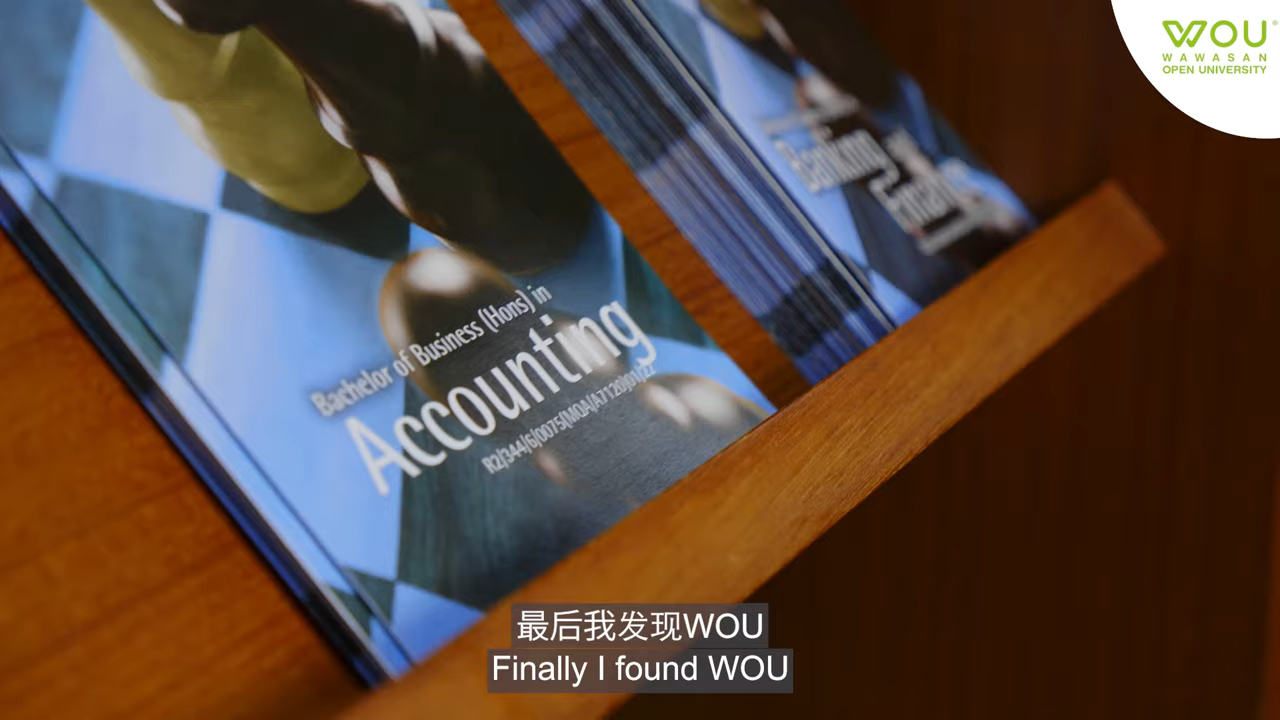 WOU
WAWASAN
OPEN UNIVERSITY
Banking
Bachelor of Business (Hons) in
Accounting
R2/344/6/0075(MQA/A7120)01/22
最后我发现WOU
Finally I found WOU